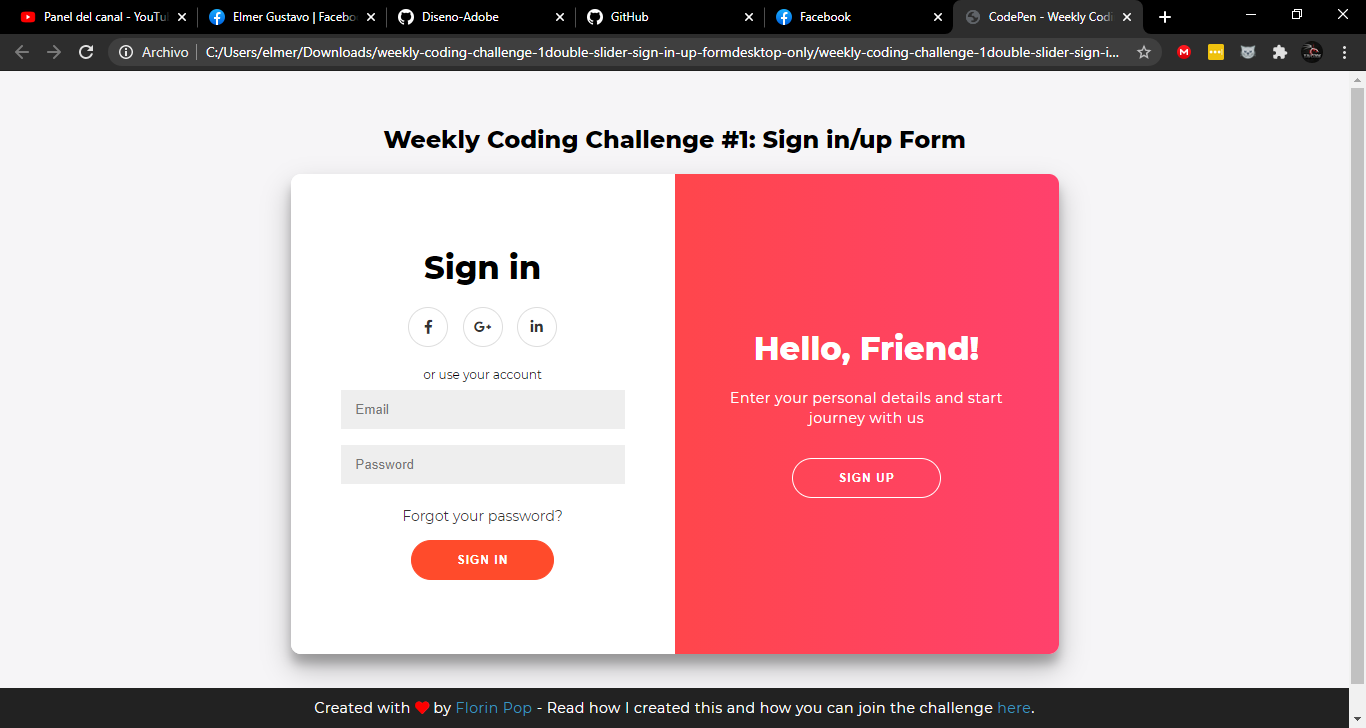 Panel del canal - YouTu
Elmer Gustavo | Facebo
Diseno-Adobe
GitHub
Facebook
CodePen - Weekly Codi
Archivo
C:/Users/elmer/Downloads/weekly-coding-challenge-1double-slider-sign-in-up-formdesktop-only/weekly-coding-challenge-1double-slider-sign-i...
Weekly Coding Challenge #1: Sign in/up Form
Sign in
f
G+
in
or use your account
Email
Password
Forgot your password?
SIGN IN
Hello, Friend!
Enter your personal details and start
journey with us
SIGN UP
Created with ❤ by Florin Pop - Read how I created this and how you can join the challenge here.